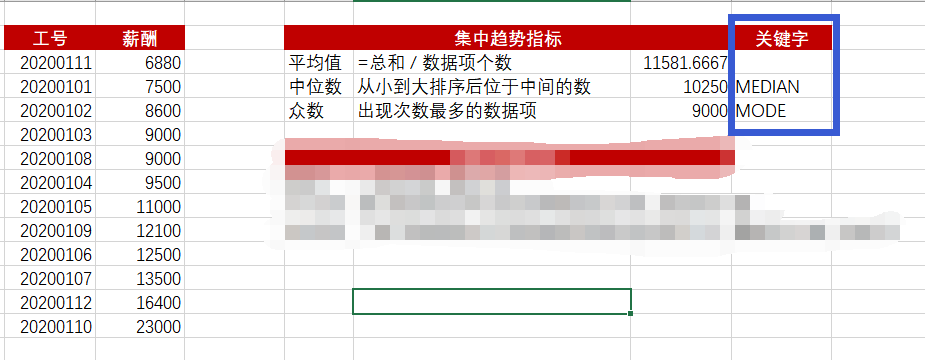 工号 薪酬 集中趋势指标 关键字
20200111 6880 平均值 =总和 / 数据项个数 11581.6667
20200101 7500 中位数 从小到大排序后位于中间的数 10250 MEDIAN
20200102 8600 众数 出现次数最多的数据项 9000 MODE
20200103 9000
20200108 9000
20200104 9500
20200105 11000
20200109 12100
20200106 12500
20200107 13500
20200112 16400
20200110 23000